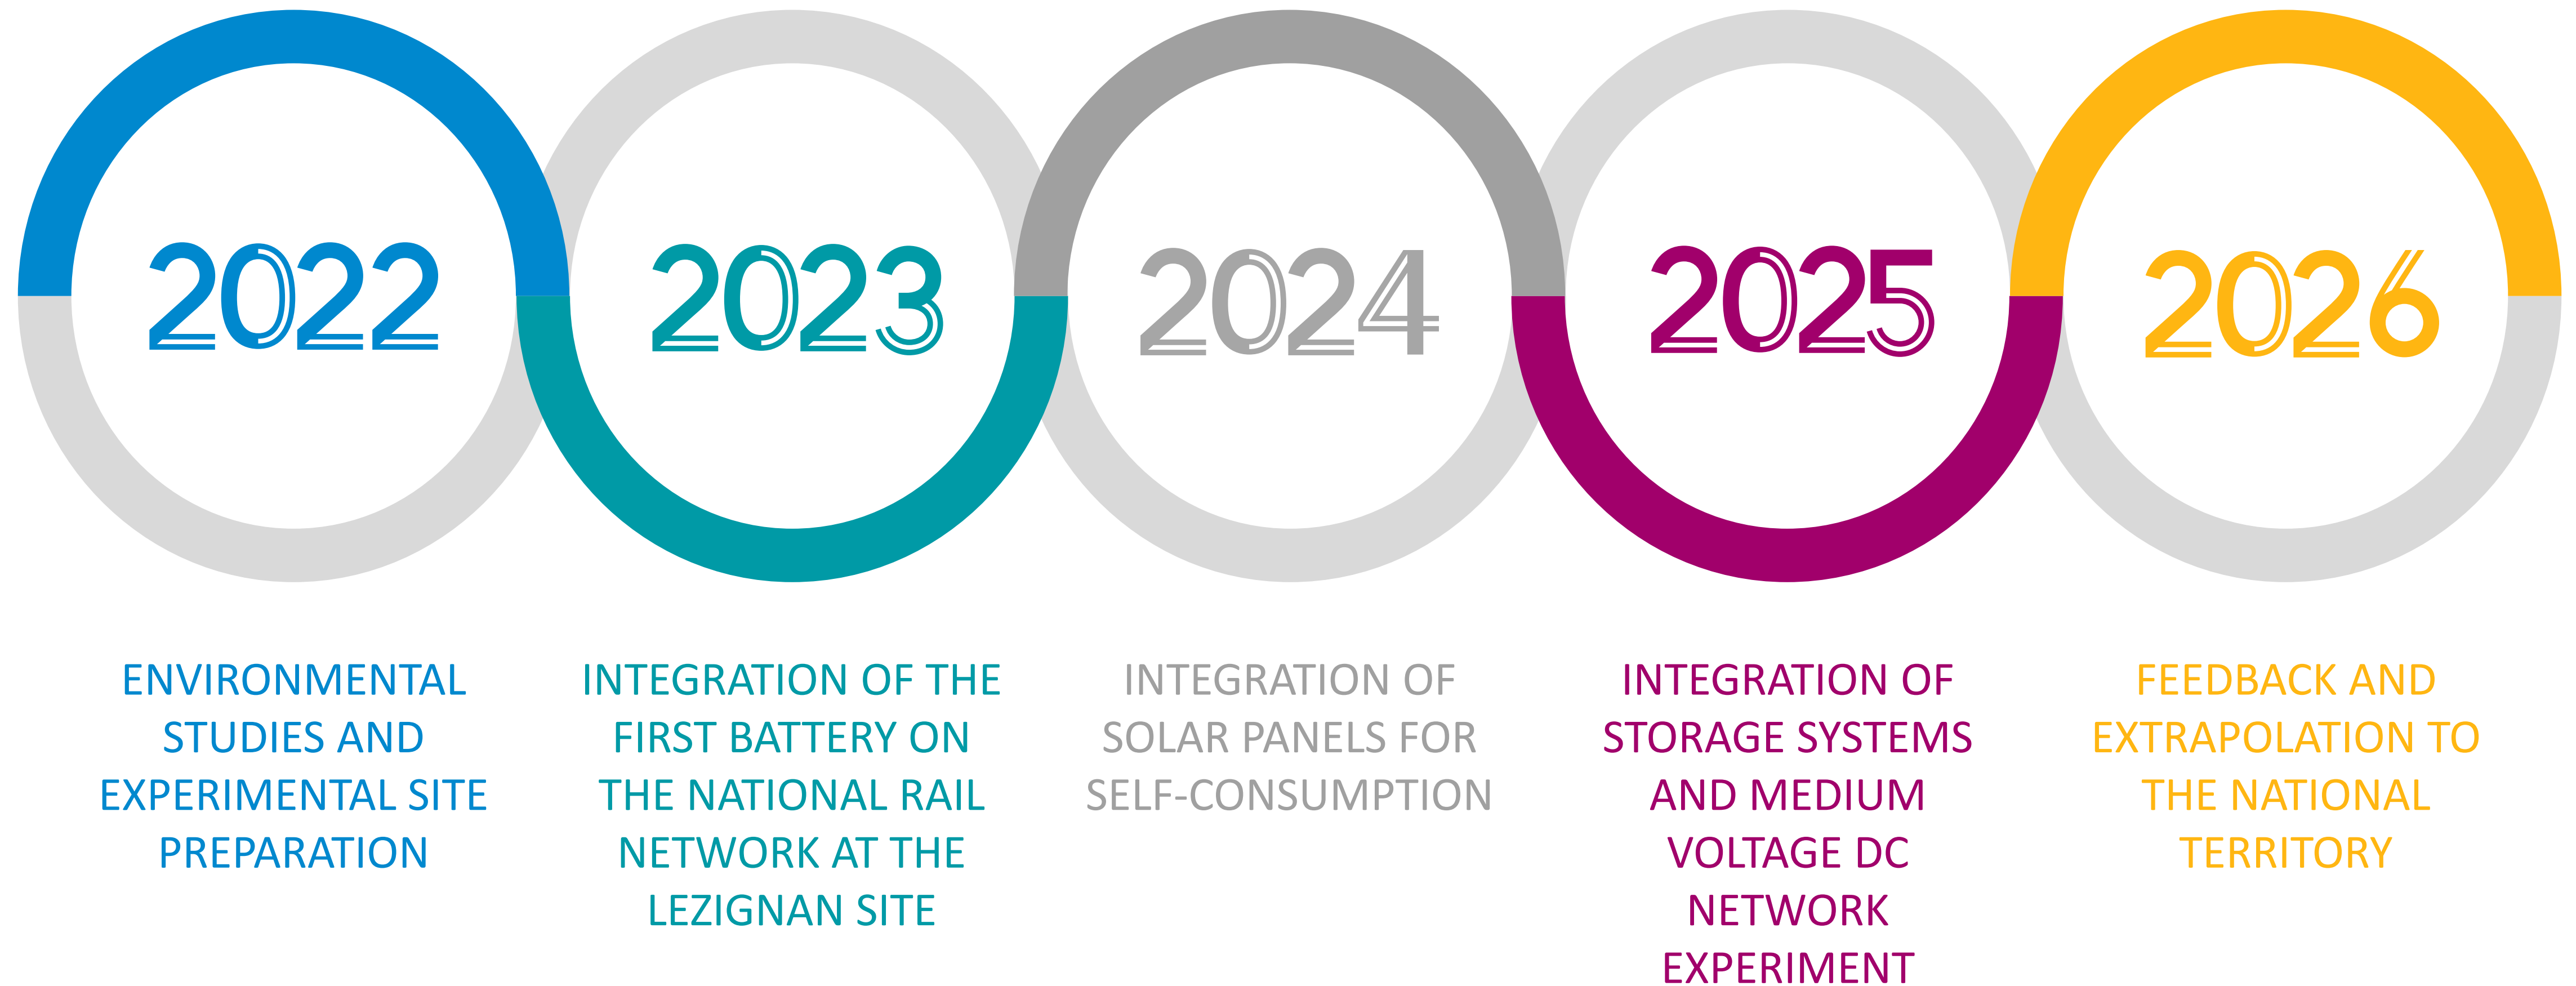 2022
2023
2024
2025
2026
ENVIRONMENTAL
STUDIES AND
EXPERIMENTAL SITE
PREPARATION
INTEGRATION OF THE
FIRST BATTERY ON
THE NATIONAL RAIL
NETWORK AT THE
LEZIGNAN SITE
INTEGRATION OF
SOLAR PANELS FOR
SELF-CONSUMPTION
INTEGRATION OF
STORAGE SYSTEMS
AND MEDIUM
VOLTAGE DC
NETWORK
EXPERIMENT
FEEDBACK AND
EXTRAPOLATION TO
THE NATIONAL
TERRITORY